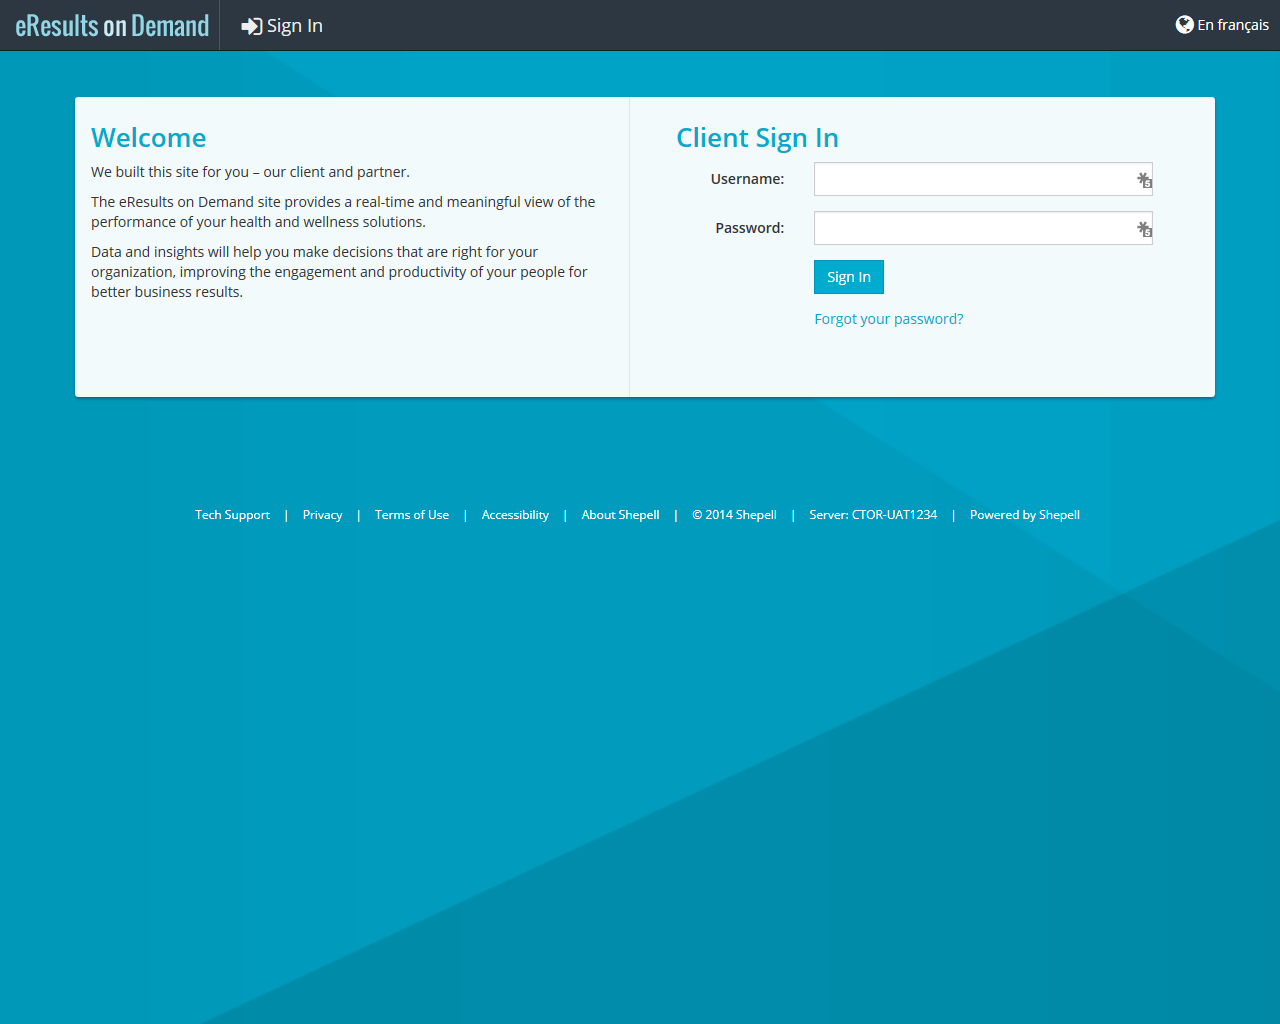 eResults on Demand
Sign In
En français
Welcome
We built this site for you – our client and partner.
The eResults on Demand site provides a real-time and meaningful view of the
performance of your health and wellness solutions.
Data and insights will help you make decisions that are right for your
organization, improving the engagement and productivity of your people for
better business results.
Client Sign In
Username:
Password:
Sign In
Forgot your password?
Tech Support | Privacy | Terms of Use | Accessibility | About Shepell | © 2014 Shepell | Server: CTOR-UAT1234 | Powered by Shepell